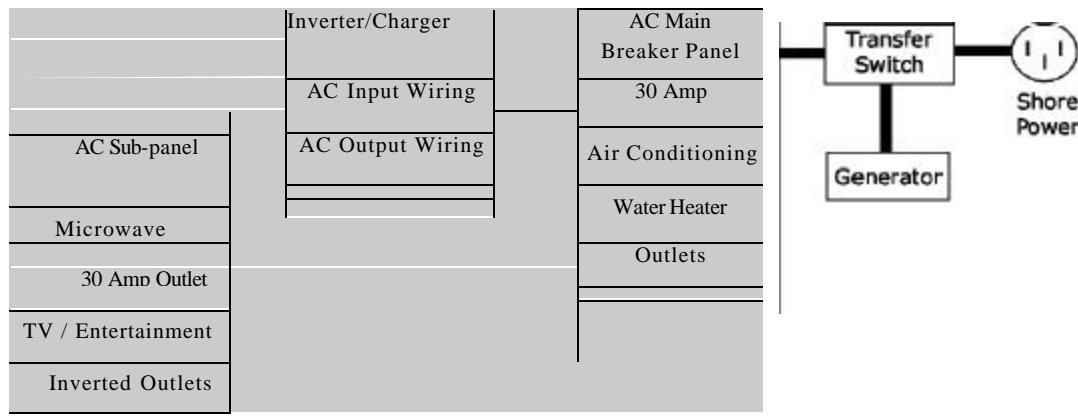 Inverter/Charger
AC Input Wiring
AC Output Wiring
AC Main
Breaker Panel
30 Amp
Air Conditioning
Water Heater
Outlets
AC Sub-panel
Microwave
30 Amp Outlet
TV / Entertainment
Inverted Outlets
Transfer
Switch
Shore
Power
Generator